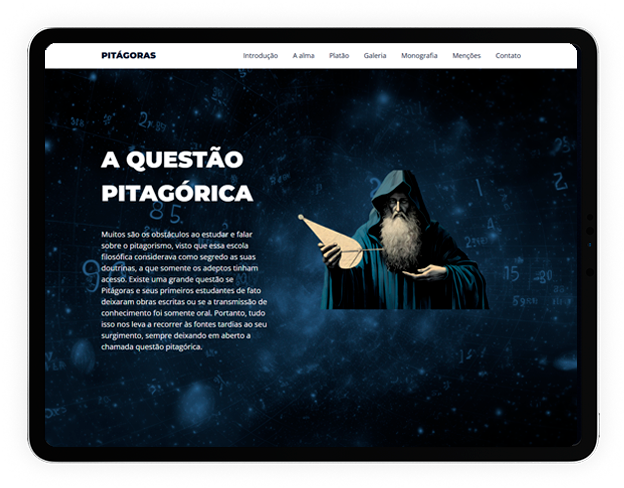 PITÁGORAS
Introdução A alma Platão Galeria Monografia Menções Contato
A QUESTÃO
PITAGÓRICA
Muitos são os obstáculos ao estudar e falar
sobre o pitagorismo, visto que essa escola
filosófica considerava como segredo as suas
doutrinas, a que somente os adeptos tinham
acesso. Existe uma grande questão se
Pitágoras e seus primeiros estudantes de fato
deixaram obras escritas ou se a transmissão de
conhecimento foi somente oral. Portanto, tudo
isso nos leva a recorrer às fontes tardias ao seu
surgimento, sempre deixando em aberto a
chamada questão pitagórica.